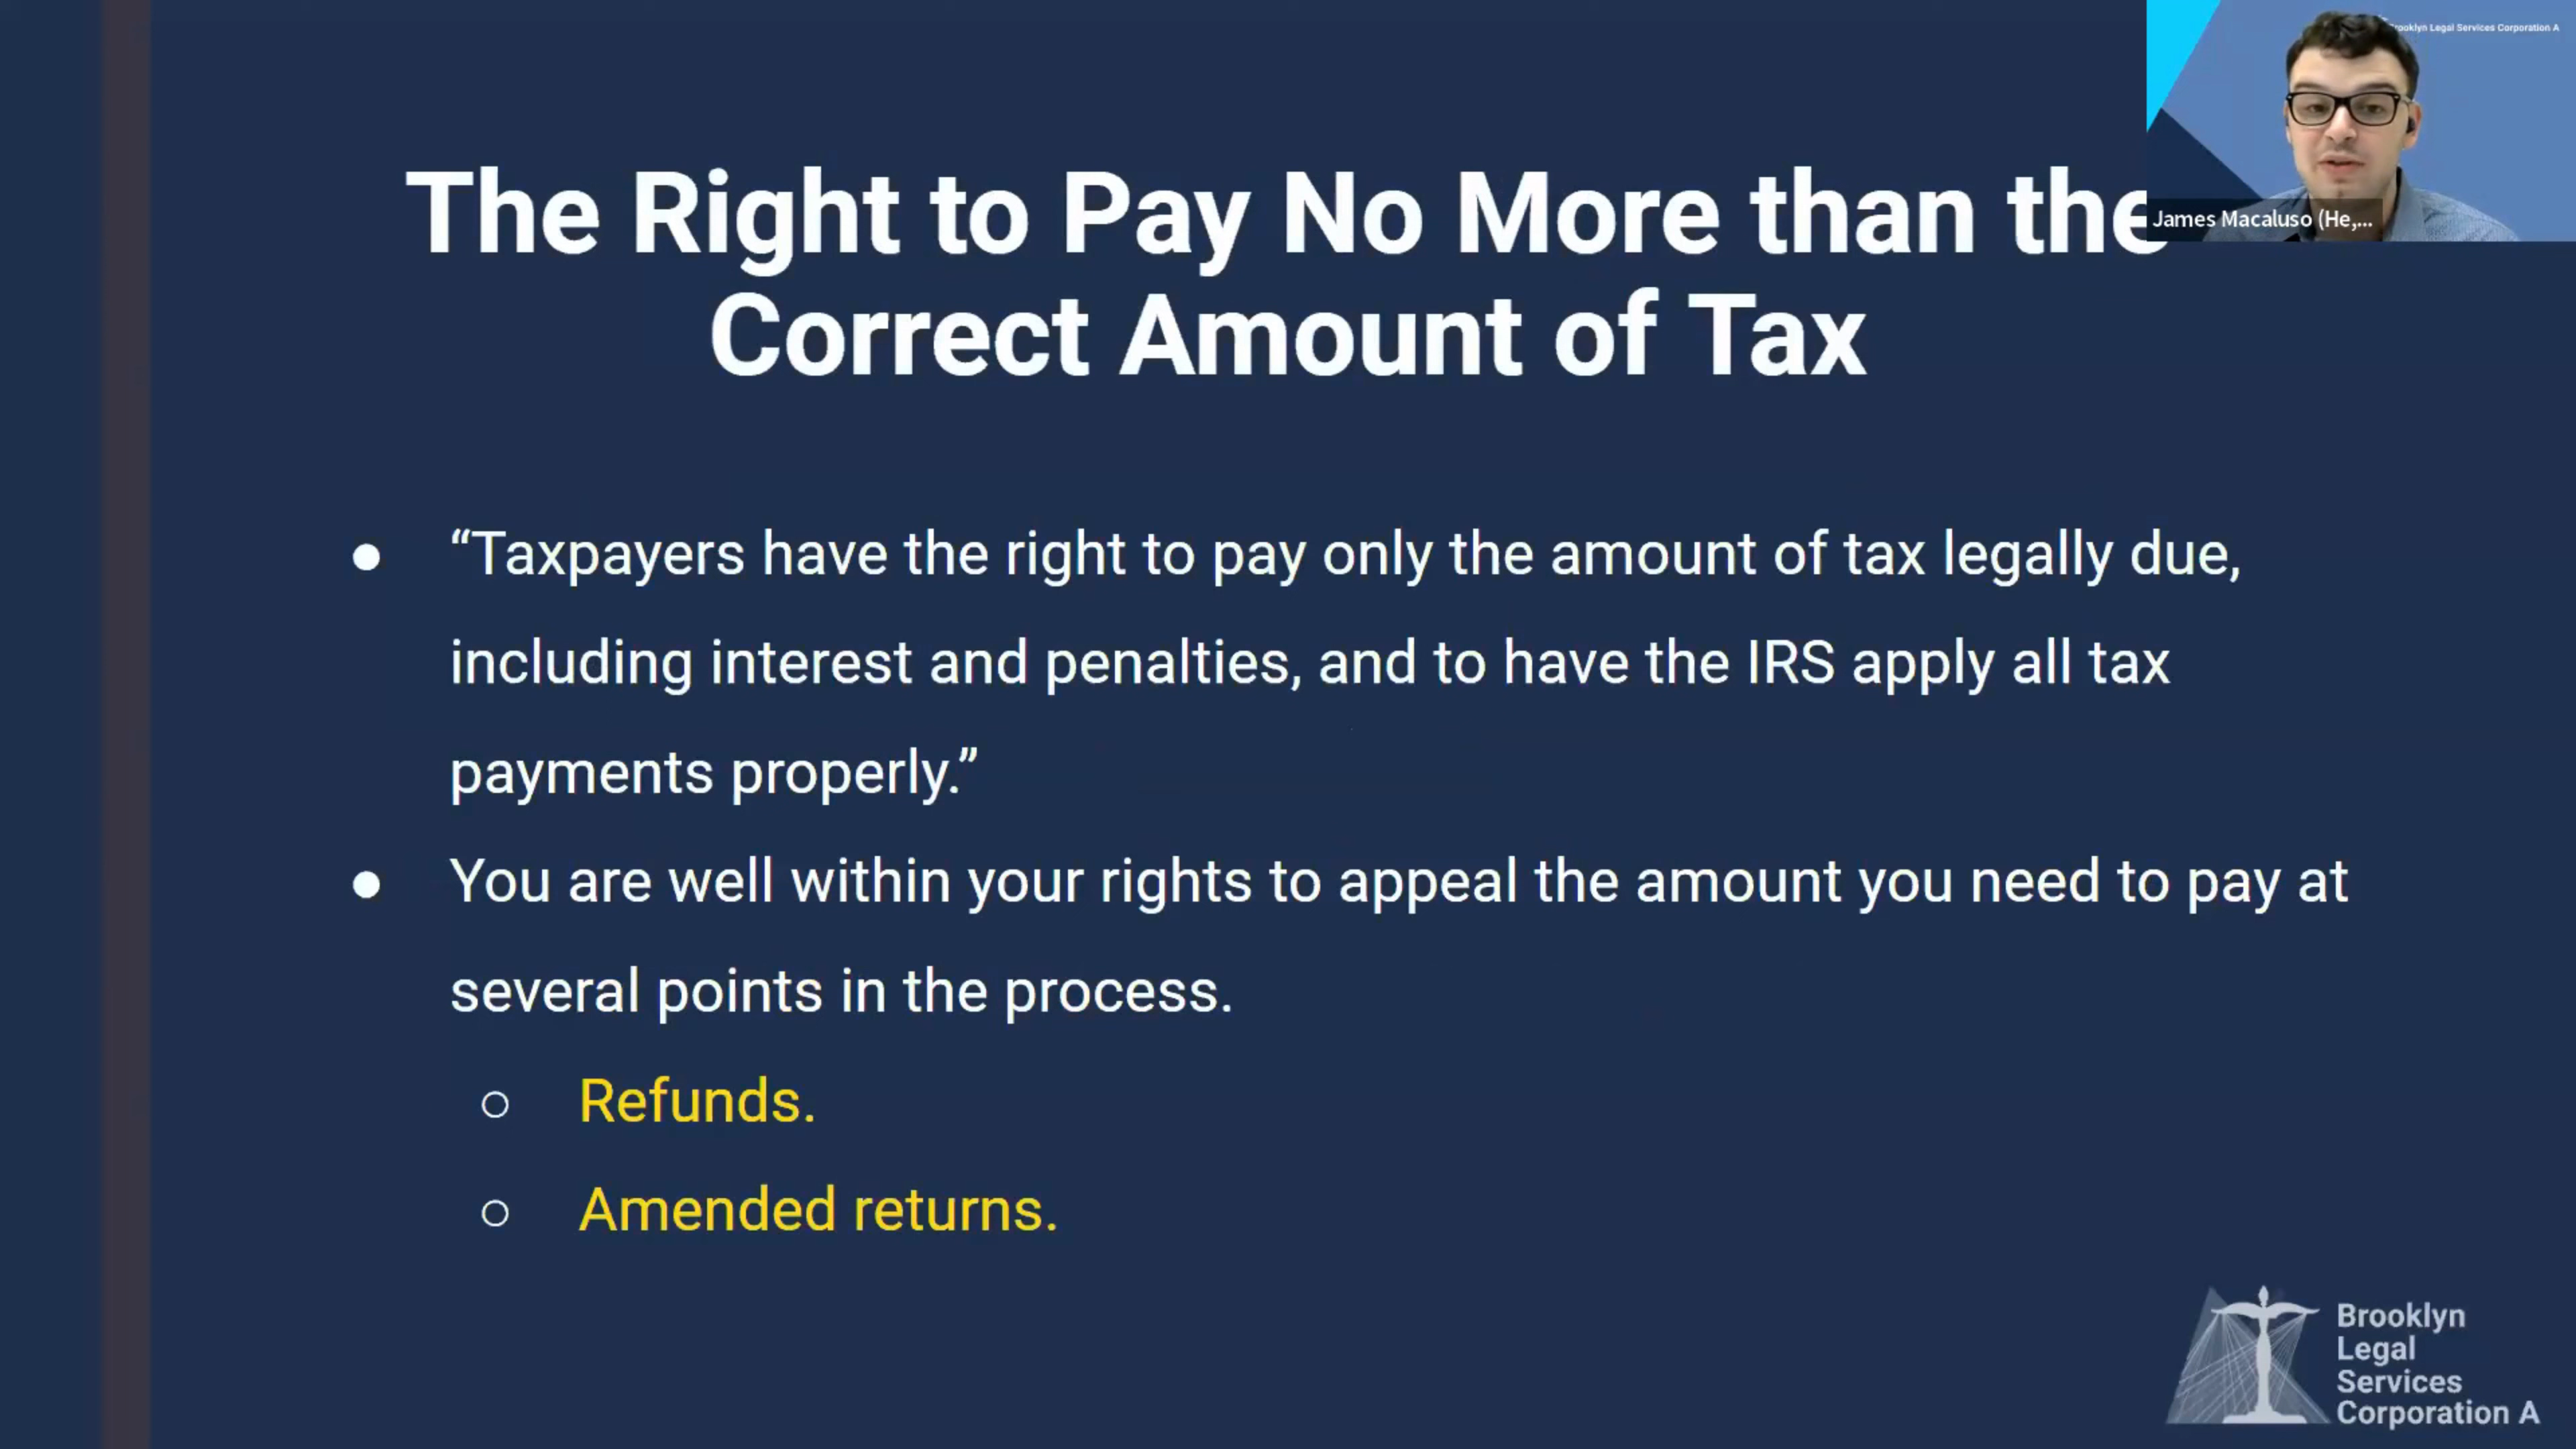 rooklyn Legal Services Corporation A
The Right to Pay No More than the
James Macaluso (He,...
Correct Amount of Tax
● “Taxpayers have the right to pay only the amount of tax legally due,
including interest and penalties, and to have the IRS apply all tax
payments properly.”
● You are well within your rights to appeal the amount you need to pay at
several points in the process.
○ Refunds.
○ Amended returns.
Brooklyn
Legal
Services
Corporation A